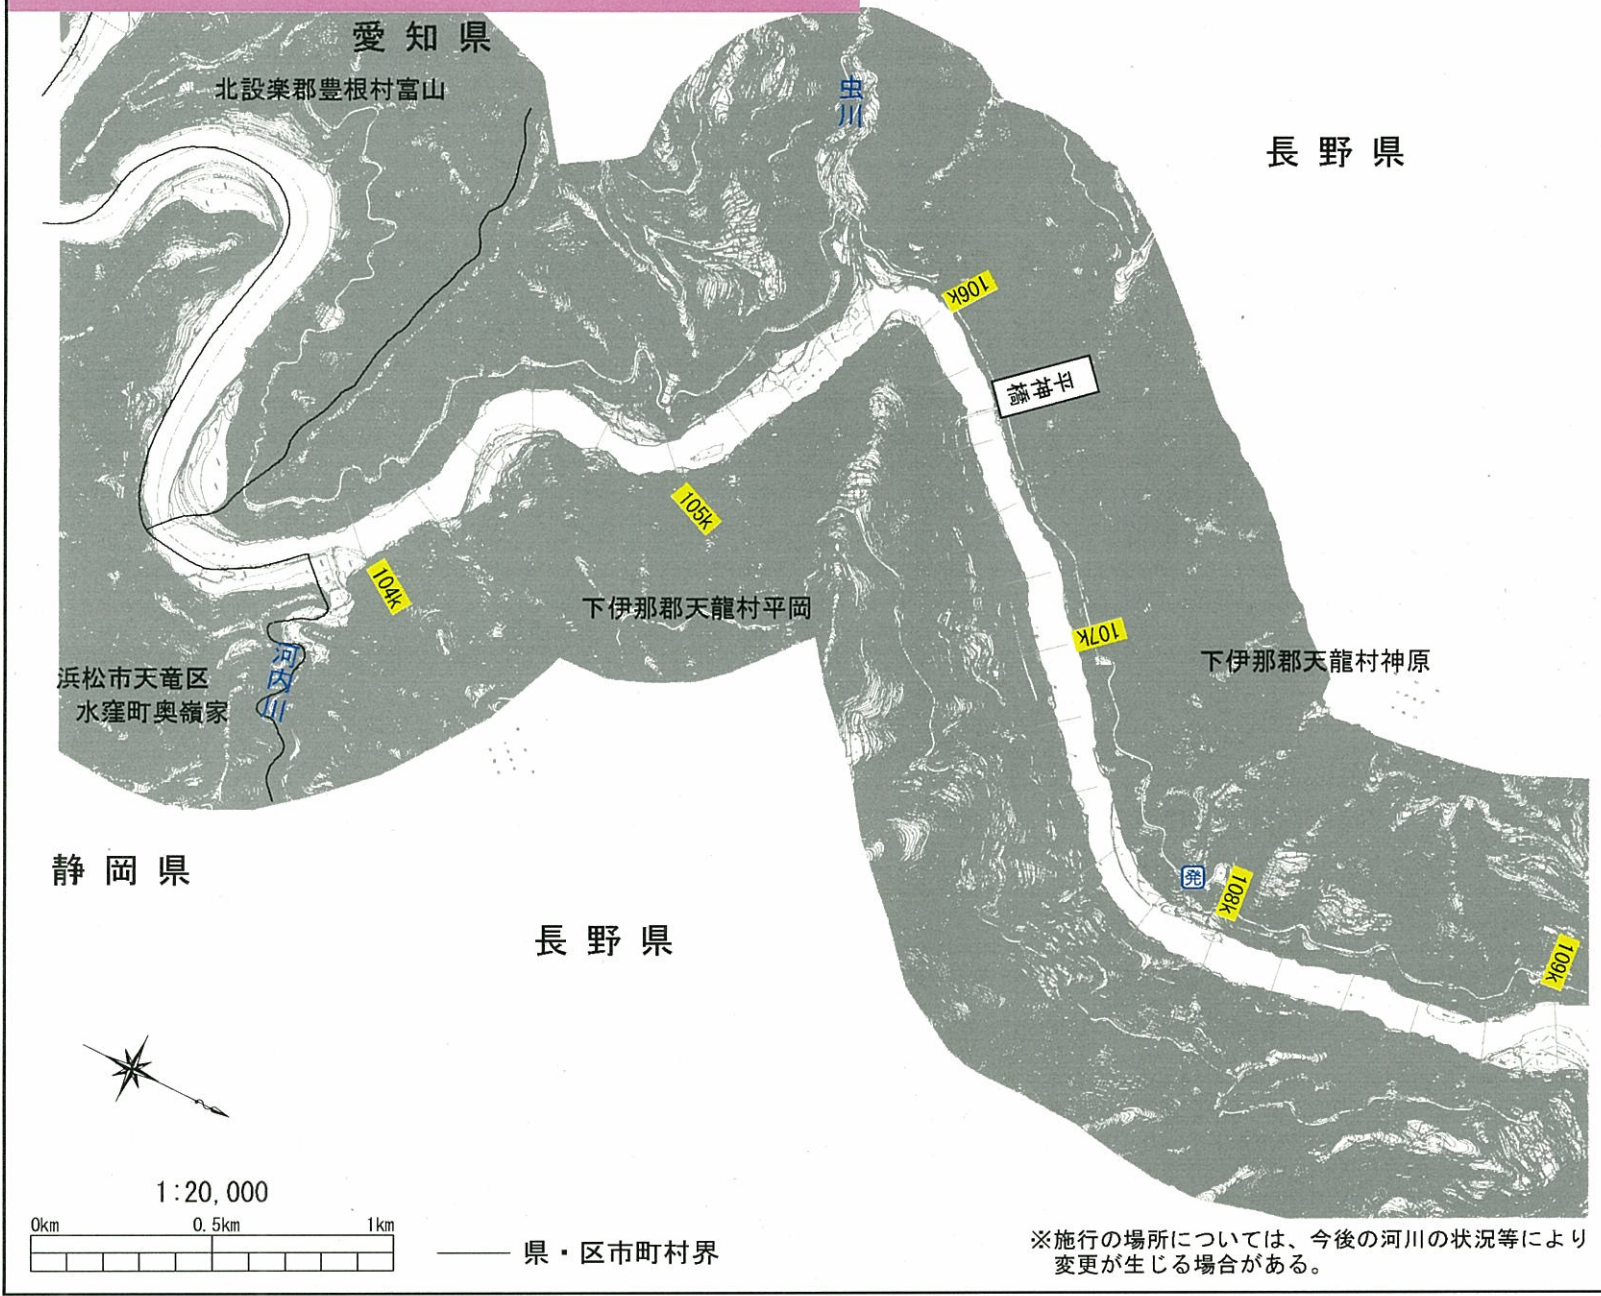 愛知県
北設楽郡豊根村富山
虫川
長野県
106k
平神橋
105k
104k
下伊那郡天龍村平岡
107k
下伊那郡天龍村神原
河内川
浜松市天竜区
水窪町奥嶺家
静岡県
発
108k
長野県
109k
1:20,000
0km 0.5km 1km
県・区市町村界
※施行の場所については、今後の河川の状況等により
変更が生じる場合がある。